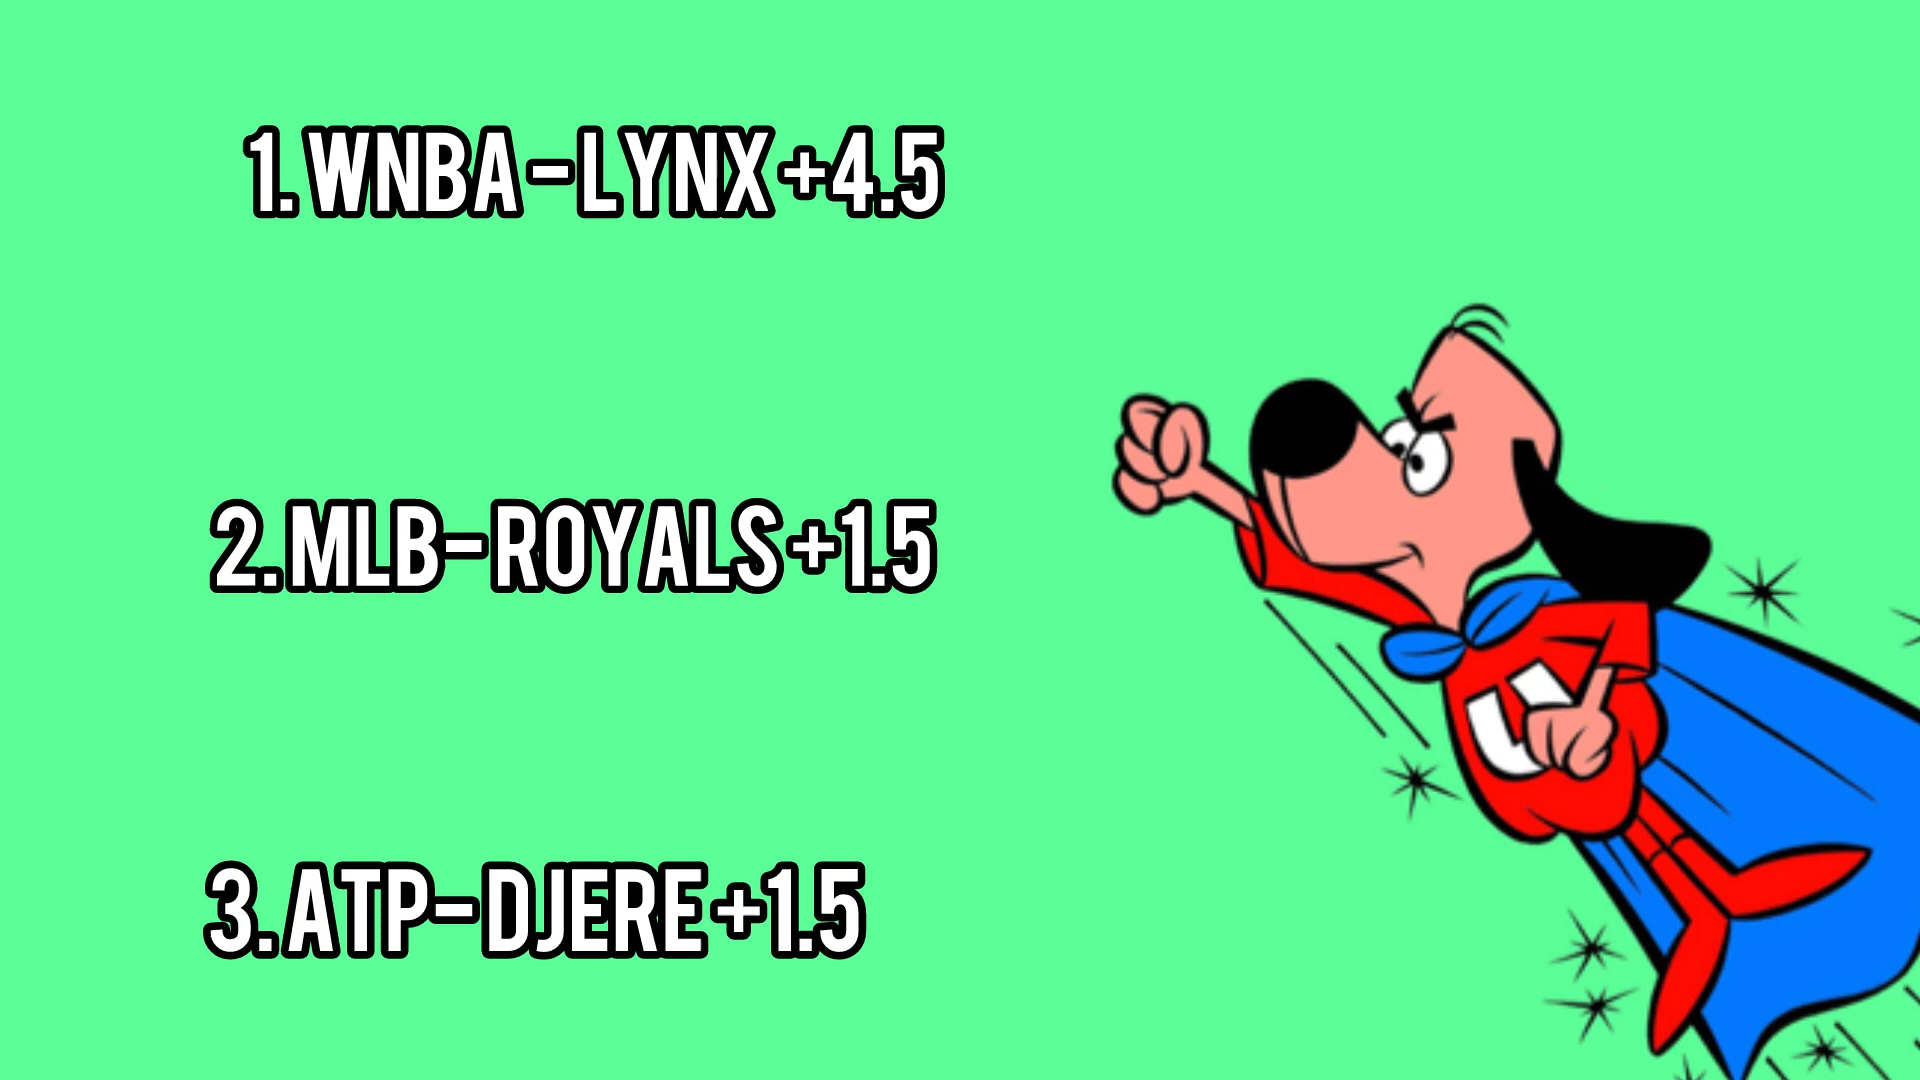 1. WNBA - LYNX +4.5
2. MLB - ROYALS +1.5
3. ATP - DJERE +1.5
U